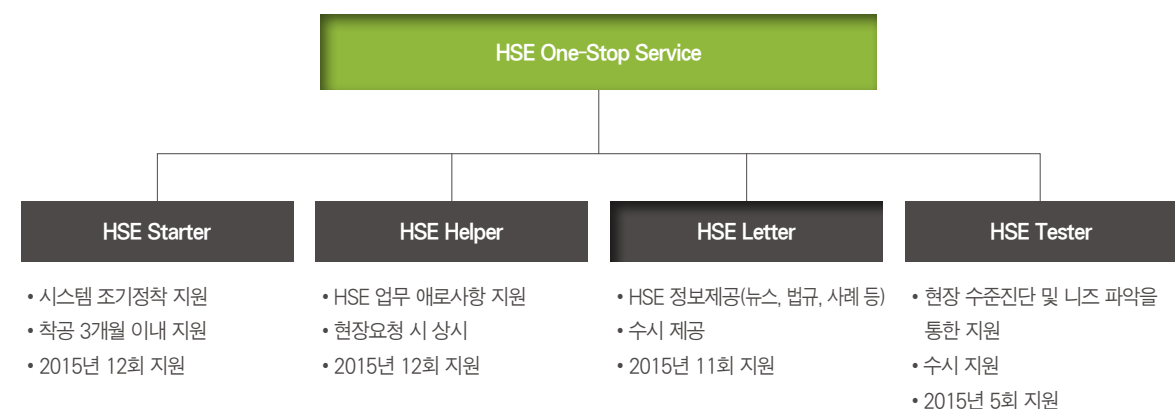 HSE One-Stop Service
HSE Starter
• 시스템 조기정착 지원
• 착공 3개월 이내 지원
• 2015년 12회 지원
HSE Helper
• HSE 업무 애로사항 지원
• 현장요청 시 상시
• 2015년 12회 지원
HSE Letter
• HSE 정보제공(뉴스, 법규, 사례 등)
• 수시 제공
• 2015년 11회 지원
HSE Tester
• 현장 수준진단 및 니즈 파악을
통한 지원
• 수시 지원
• 2015년 5회 지원